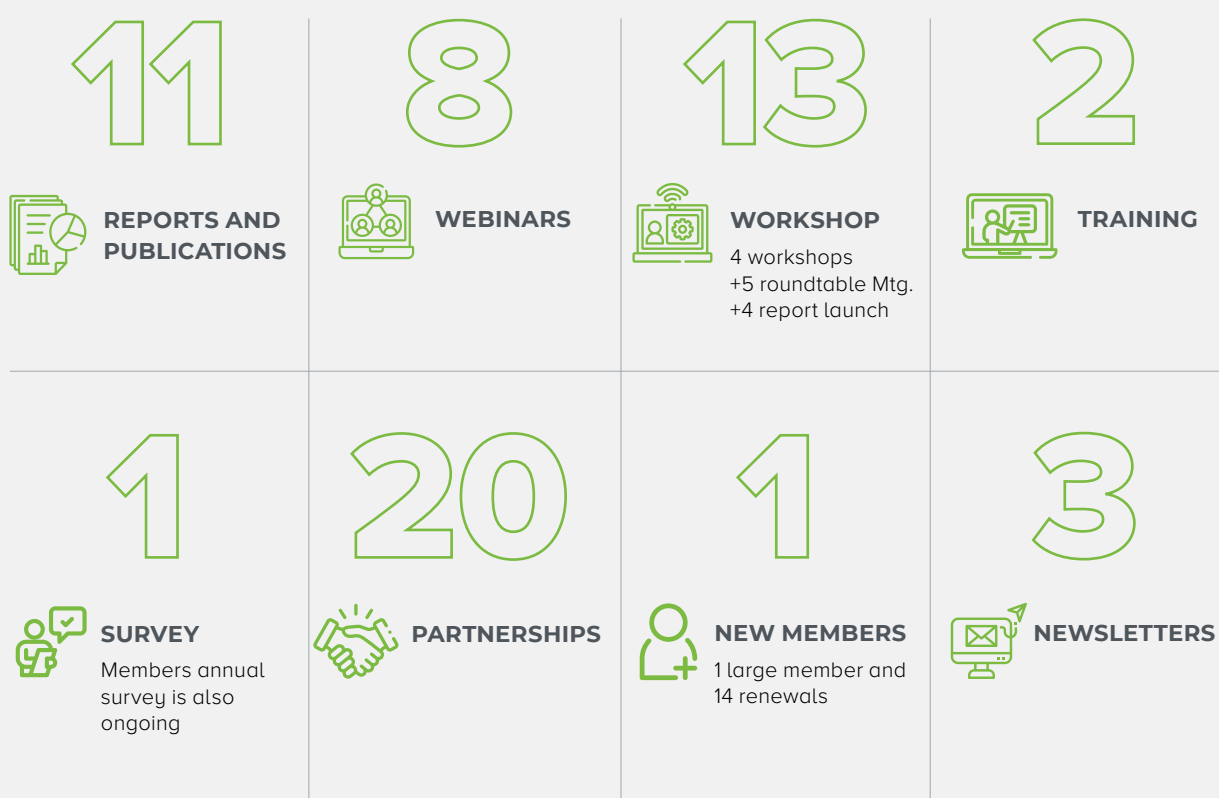 11
REPORTS AND
PUBLICATIONS
8
WEBINARS
13
WORKSHOP
4 workshops
+5 roundtable Mtg.
+4 report launch
2
TRAINING
1
SURVEY
Members annual
survey is also
ongoing
20
PARTNERSHIPS
1
NEW MEMBERS
1 large member and
14 renewals
3
NEWSLETTERS